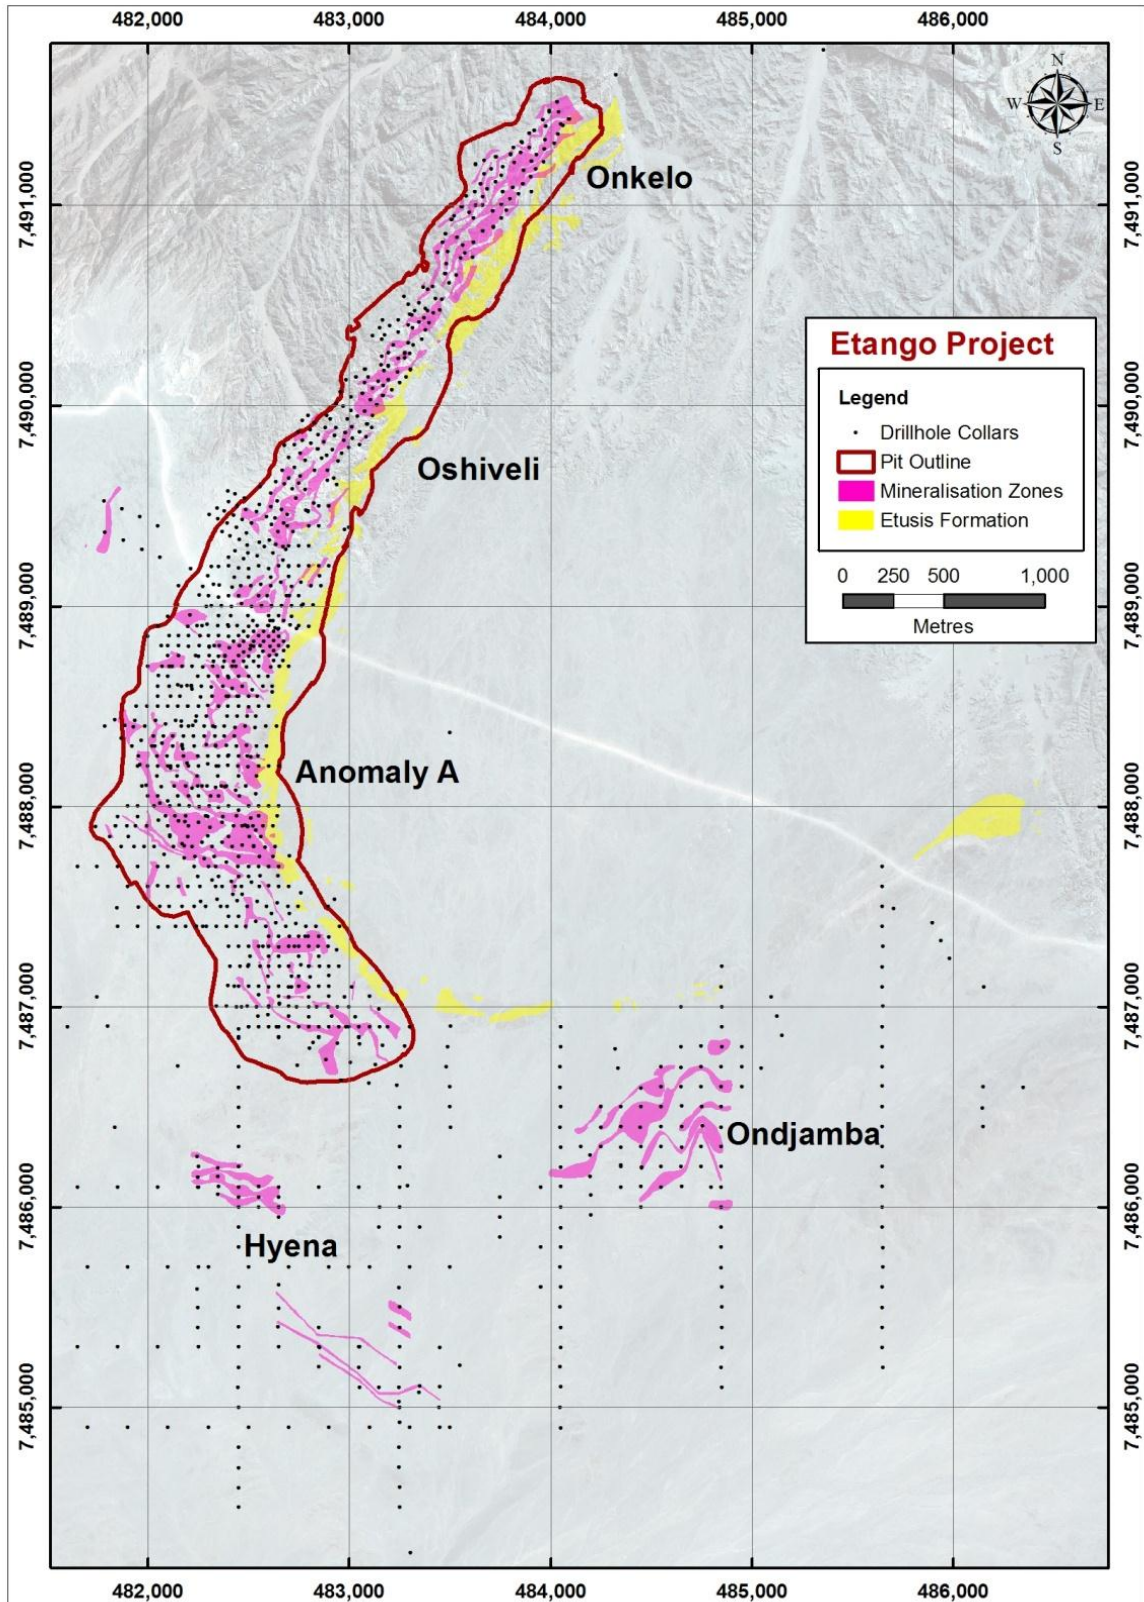 482,000 483,000 484,000 485,000 486,000
N
W E
S
7,491,000 7,491,000
Onkelo
Etango Project
Legend
Drillhole Collars
Pit Outline
Mineralisation Zones
Etusis Formation
0 250 500 1,000
Metres
7,490,000 7,490,000
Oshiveli
7,489,000 7,489,000
Anomaly A
7,488,000 7,488,000
7,487,000 7,487,000
Ondjamba
7,486,000 7,486,000
Hyena
7,485,000 7,485,000
482,000 483,000 484,000 485,000 486,000